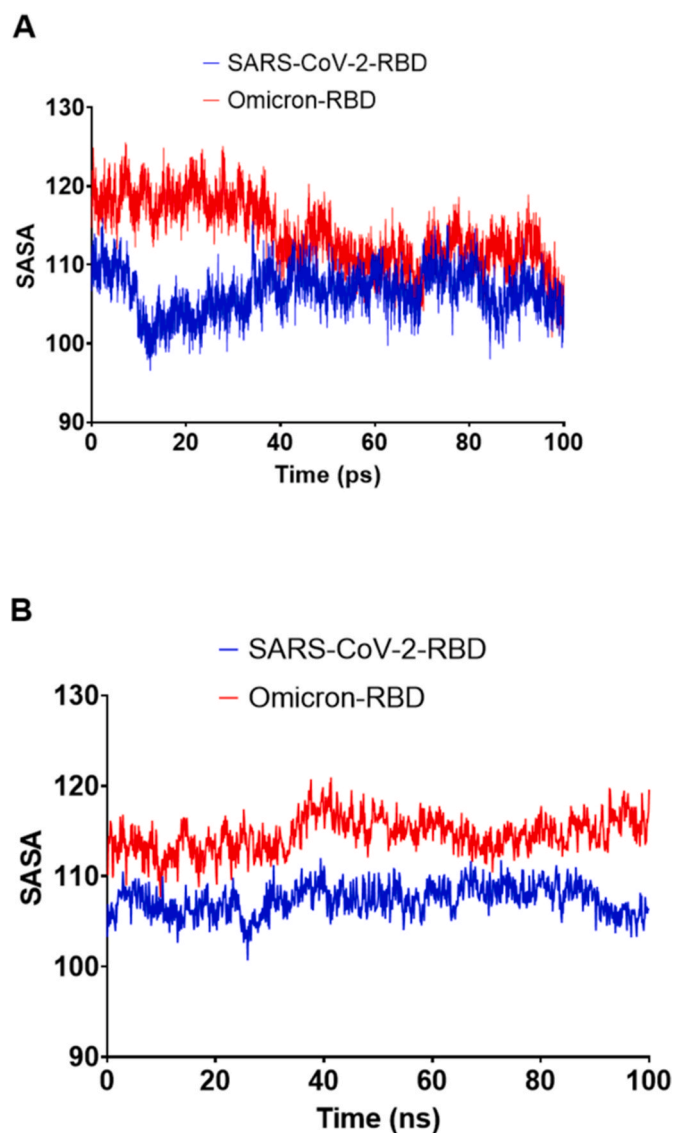 A
SARS-CoV-2-RBD
Omicron-RBD
130
120
110
100
90
SASA
0 20 40 60 80 100
Time (ps)
B
SARS-CoV-2-RBD
Omicron-RBD
130
120
110
100
90
SASA
0 20 40 60 80 100
Time (ns)